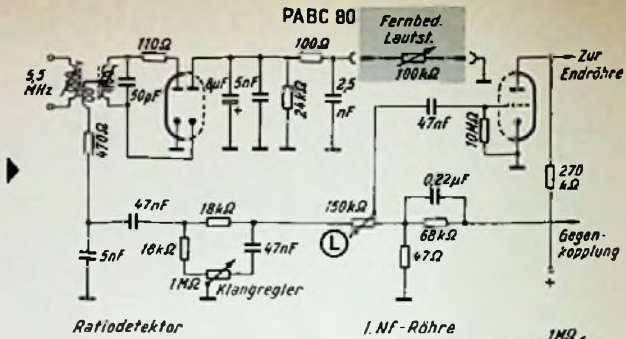 PABC 80
Fernbed.
Lautst.
100kΩ
110Ω
100Ω
Zur
Endröhre
5,5
MHz
50pF
8µF
5nF
+
24kΩ
2,5
nF
47nF
10MΩ
470Ω
270
kΩ
47nF
18kΩ
150kΩ
0,22µF
5nF
18kΩ
47nF
L
68kΩ
Gegen-
kopplung
47Ω
1MΩ
Klangregler
+
Ratiodetektor
1. Nf-Röhre
1MΩ